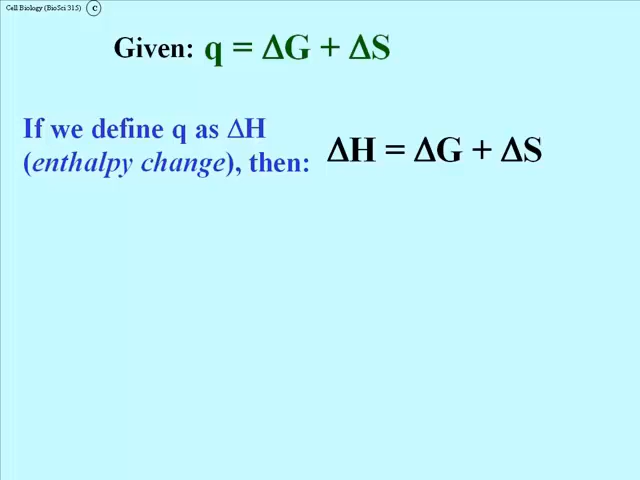 Cell Biology (BioSci 315) C
Given: q = ΔG + ΔS
If we define q as ΔH
(enthalpy change), then:
ΔH = ΔG + ΔS